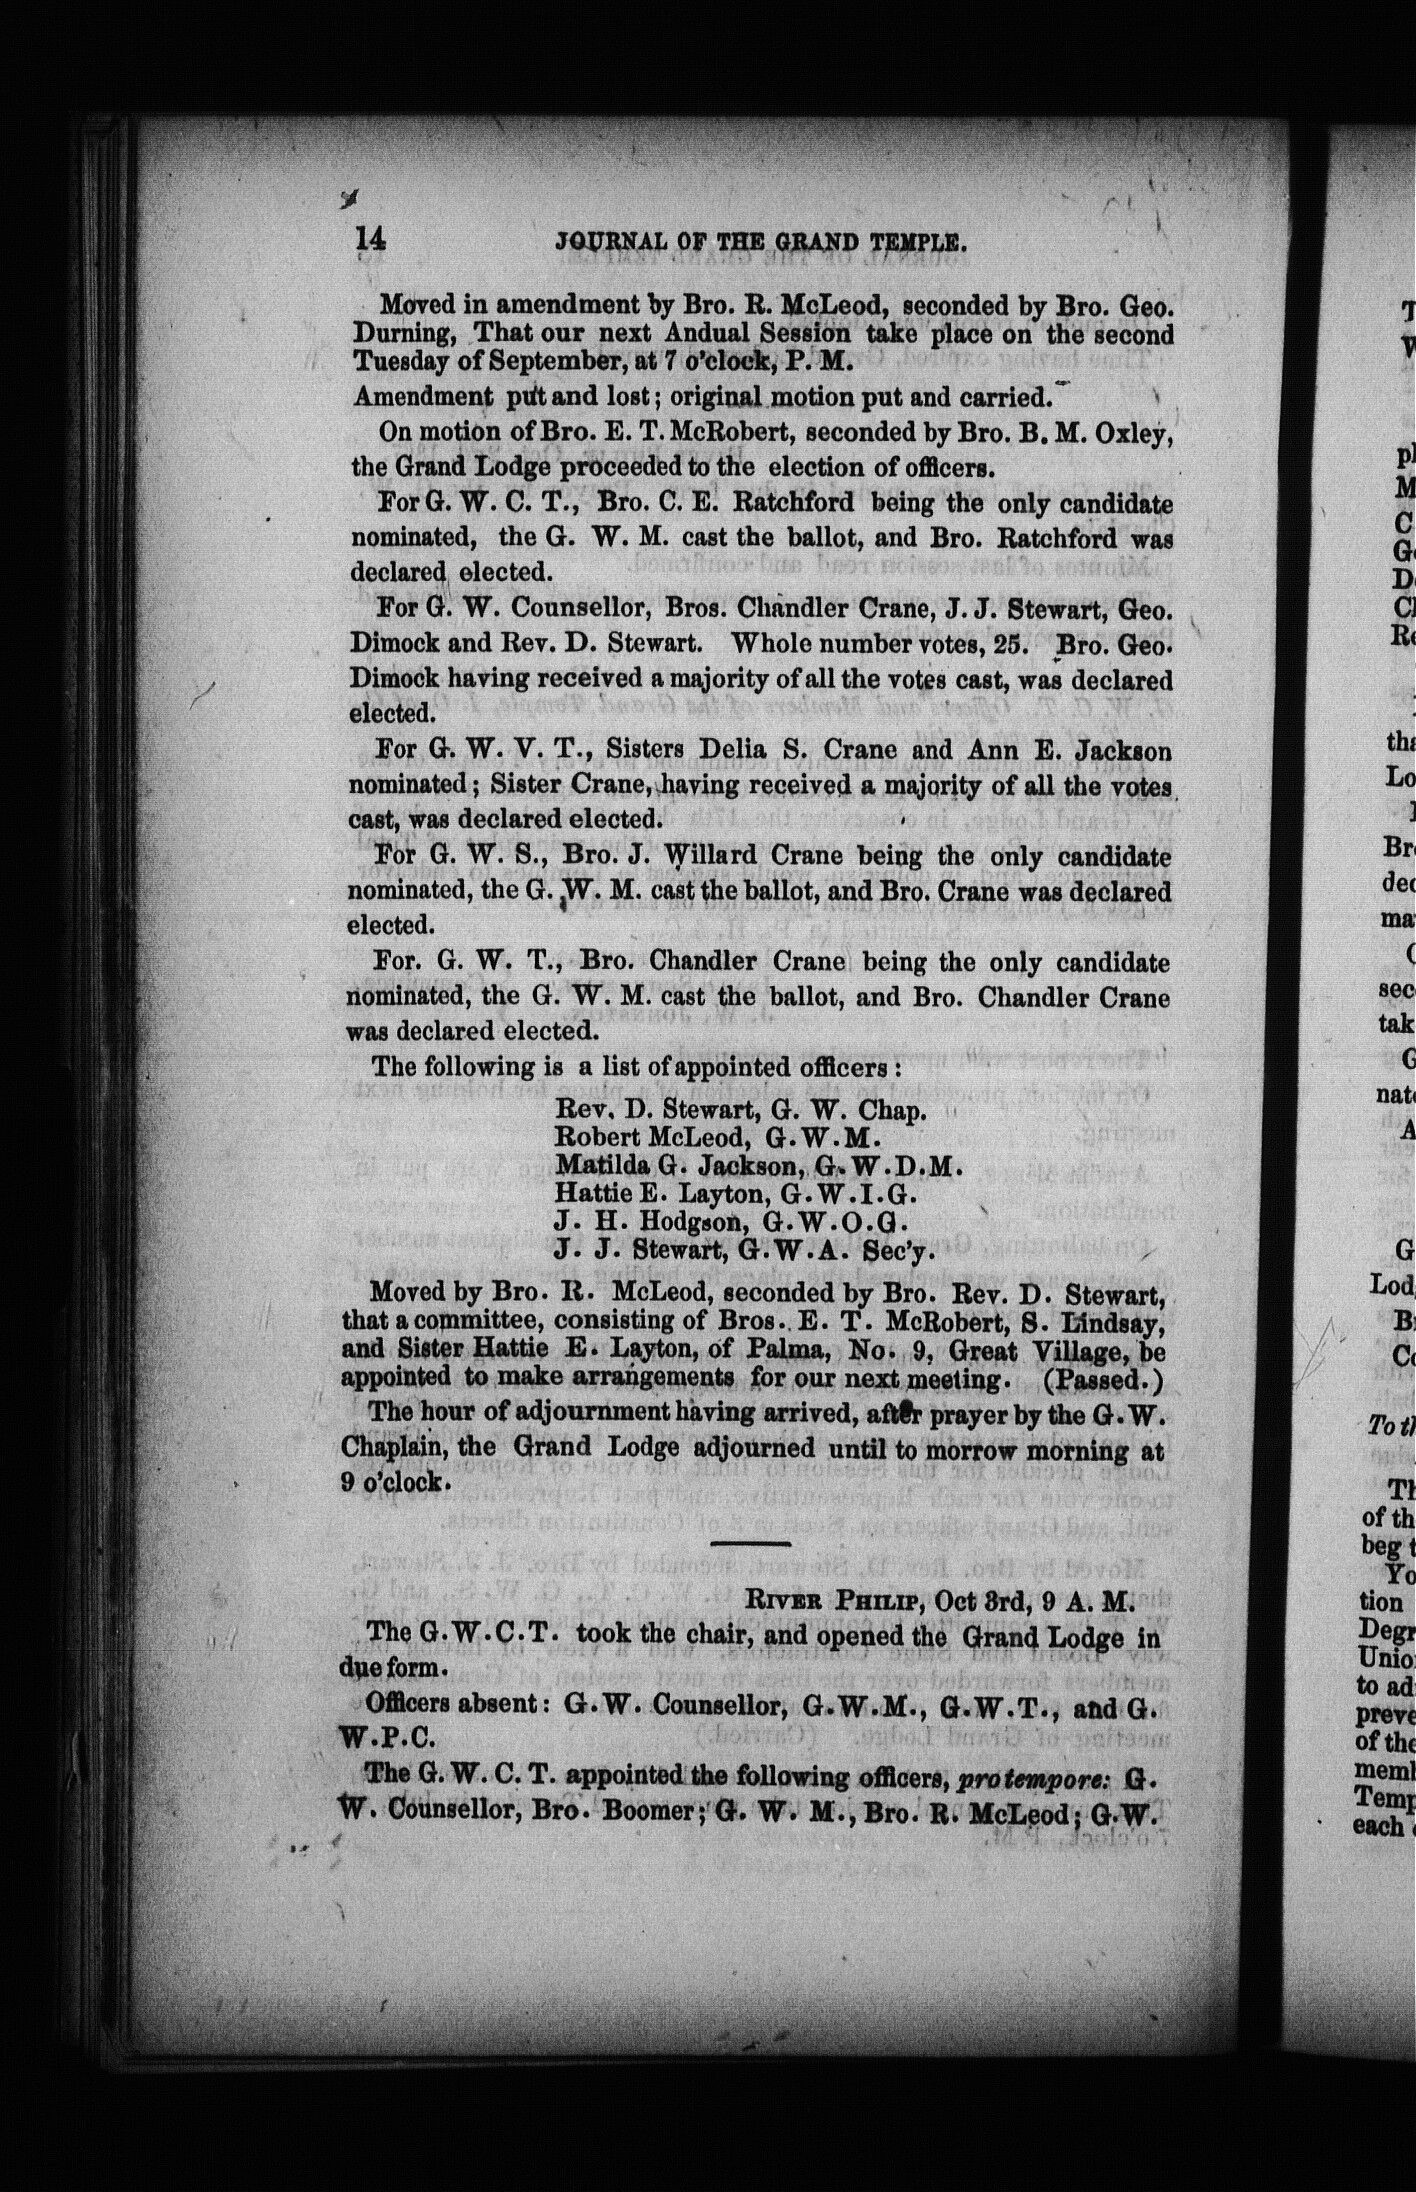 14 JOURNAL OF THE GRAND TEMPLE.
Moved in amendment by Bro. R. McLeod, seconded by Bro. Geo.
Durning, That our next Andual Session take place on the second
Tuesday of September, at 7 o'clock, P. M.
Amendment put and lost; original motion put and carried.
On motion of Bro. E. T. McRobert, seconded by Bro. B. M. Oxley,
the Grand Lodge proceeded to the election of officers.
For G. W. C. T., Bro. C. E. Ratchford being the only candidate
nominated, the G. W. M. cast the ballot, and Bro. Ratchford was
declared elected.
For G. W. Counsellor, Bros. Chandler Crane, J. J. Stewart, Geo.
Dimock and Rev. D. Stewart. Whole number votes, 25. Bro. Geo.
Dimock having received a majority of all the votes cast, was declared
elected.
For G. W. V. T., Sisters Delia S. Crane and Ann E. Jackson
nominated; Sister Crane, having received a majority of all the votes
cast, was declared elected.
For G. W. S., Bro. J. Willard Crane being the only candidate
nominated, the G. W. M. cast the ballot, and Bro. Crane was declared
elected.
For. G. W. T., Bro. Chandler Crane being the only candidate
nominated, the G. W. M. cast the ballot, and Bro. Chandler Crane
was declared elected.
The following is a list of appointed officers:
Rev. D. Stewart, G. W. Chap.
Robert McLeod, G.W.M.
Matilda G. Jackson, G.W.D.M.
Hattie E. Layton, G.W.I.G.
J. H. Hodgson, G.W.O.G.
J. J. Stewart, G.W.A. Sec'y.
Moved by Bro. R. McLeod, seconded by Bro. Rev. D. Stewart,
that a committee, consisting of Bros. E. T. McRobert, S. Lindsay,
and Sister Hattie E. Layton, of Palma, No. 9, Great Village, be
appointed to make arrangements for our next meeting. (Passed.)
The hour of adjournment having arrived, after prayer by the G.W.
Chaplain, the Grand Lodge adjourned until to morrow morning at
9 o'clock.
RIVER PHILIP, Oct 3rd, 9 A. M.
The G.W.C.T. took the chair, and opened the Grand Lodge in
due form.
Officers absent: G.W. Counsellor, G.W.M., G.W.T., and G.
W.P.C.
The G. W. C. T. appointed the following officers, pro tempore: G.
W. Counsellor, Bro. Boomer; G. W. M., Bro. R. McLeod; G.W.